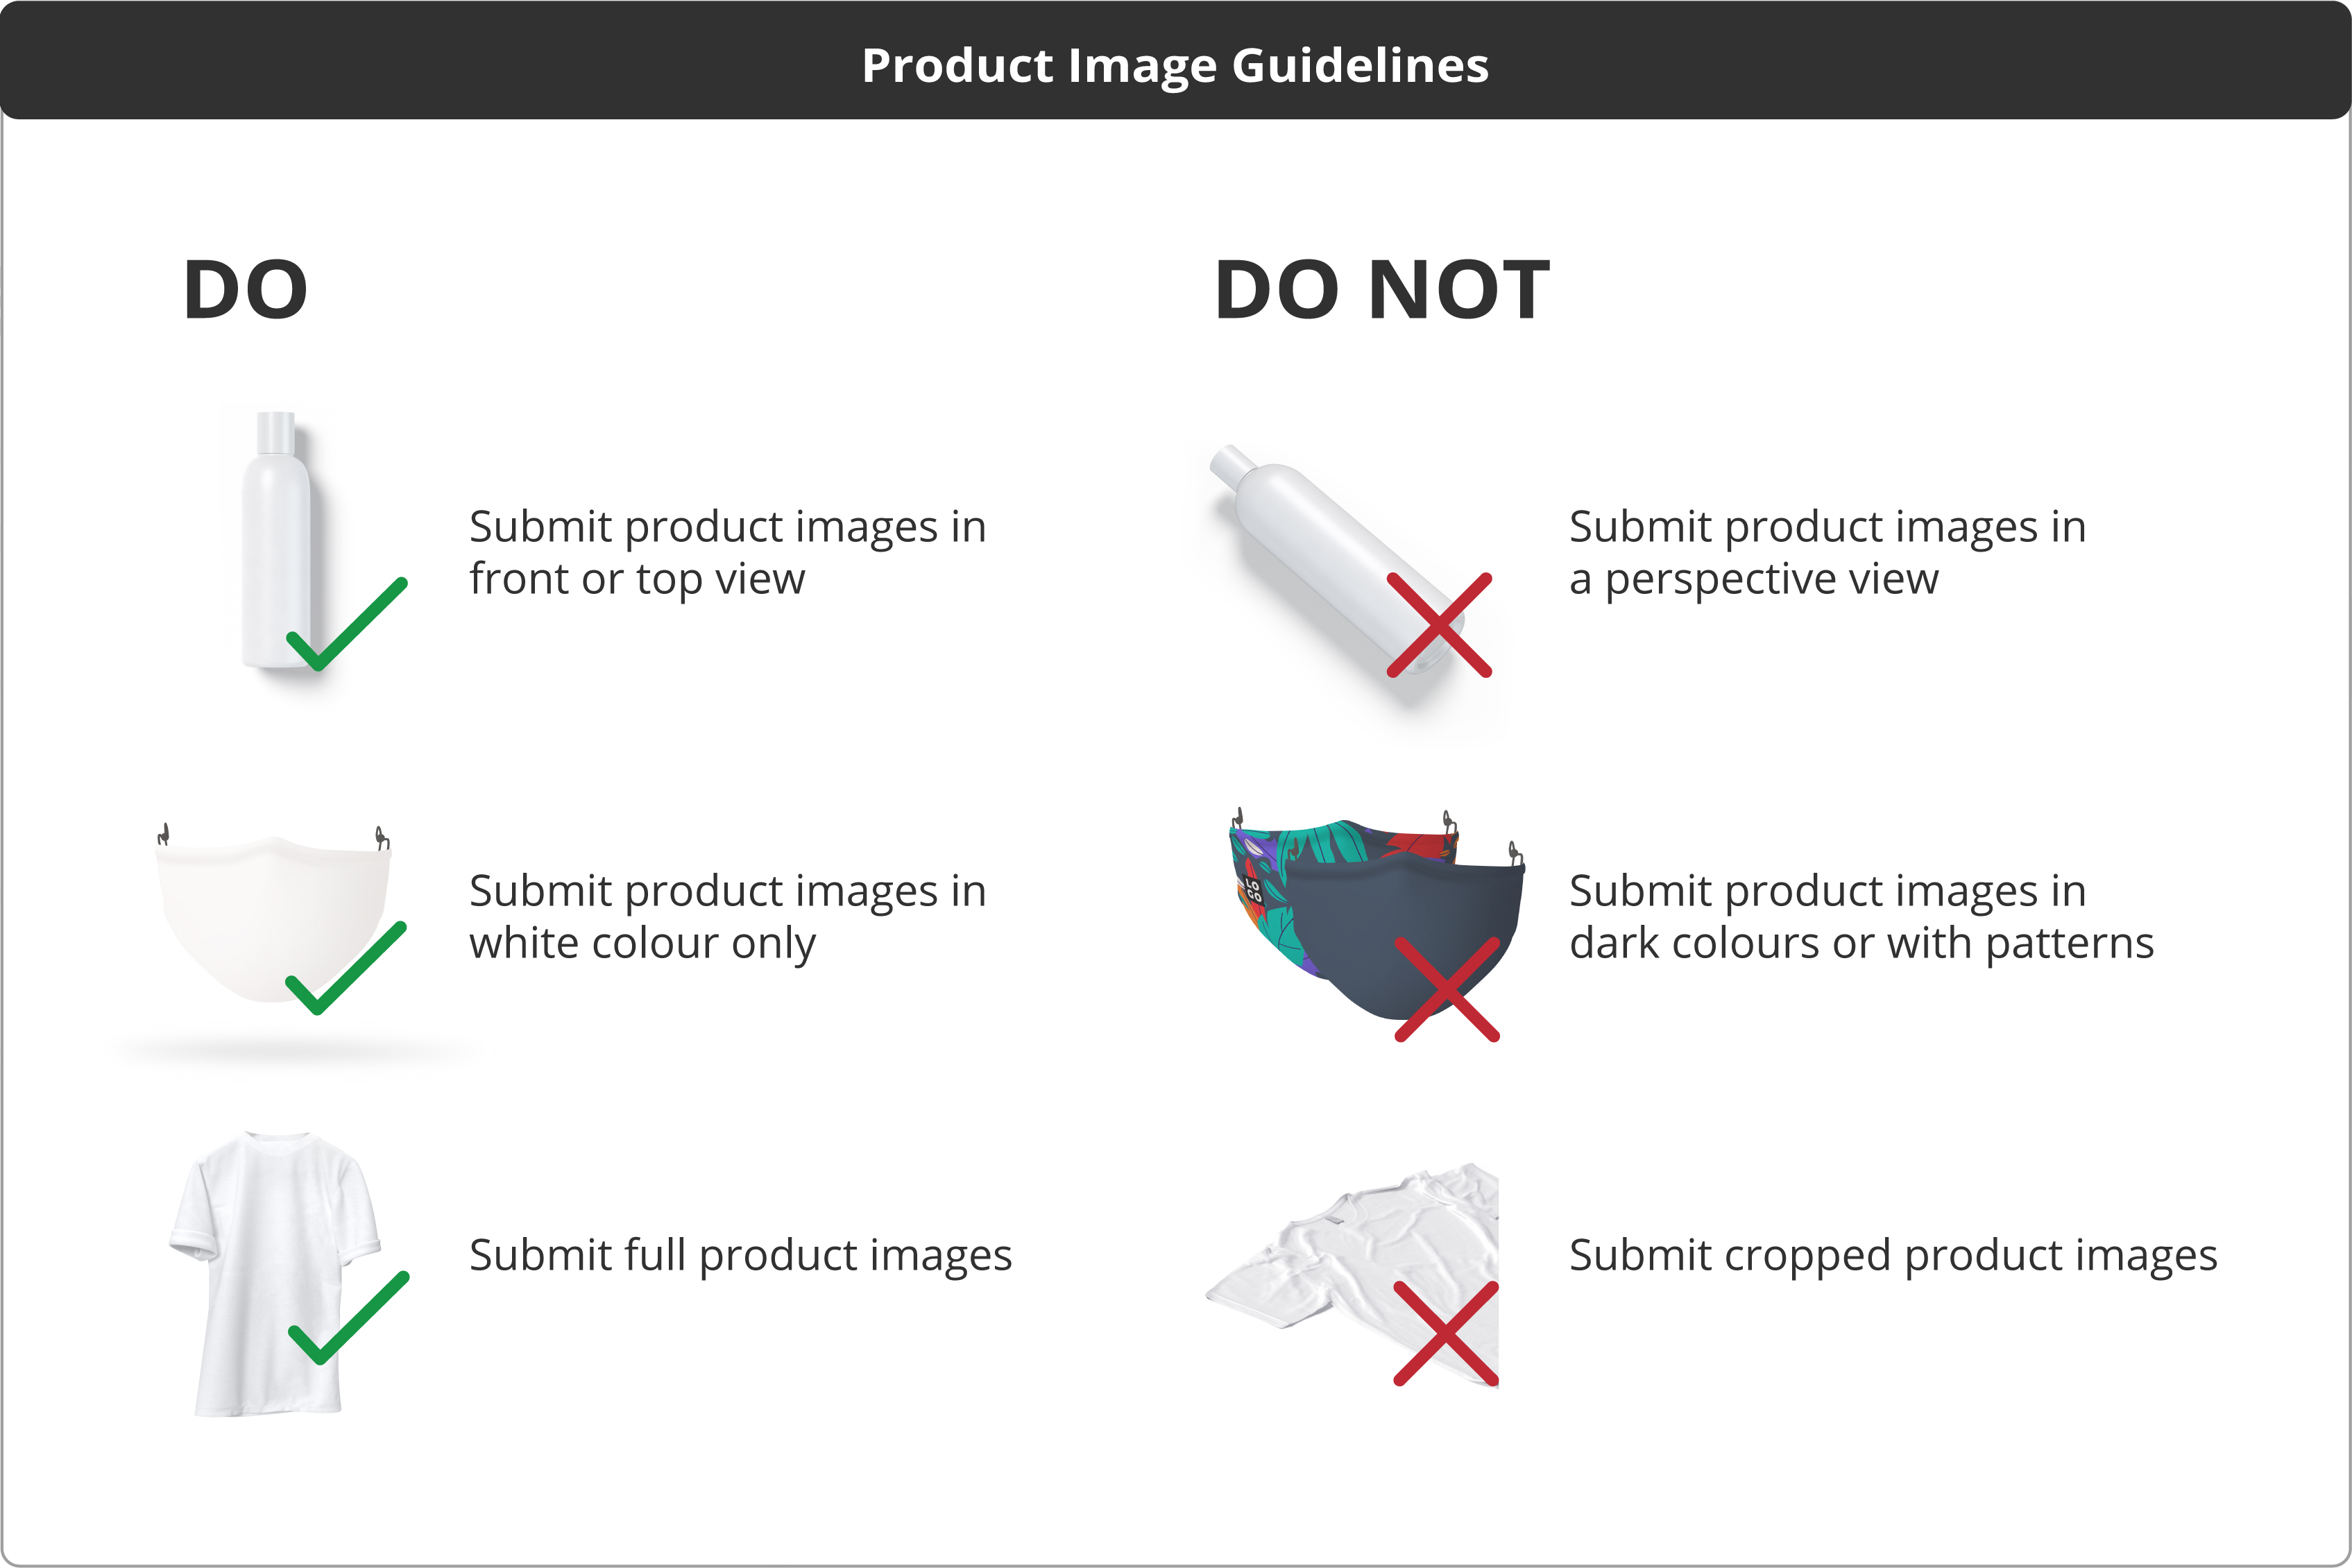 Product Image Guidelines
DO
Submit product images in
front or top view
Submit product images in
white colour only
Submit full product images
DO NOT
Submit product images in
a perspective view
LO
GO
Submit product images in
dark colours or with patterns
Submit cropped product images